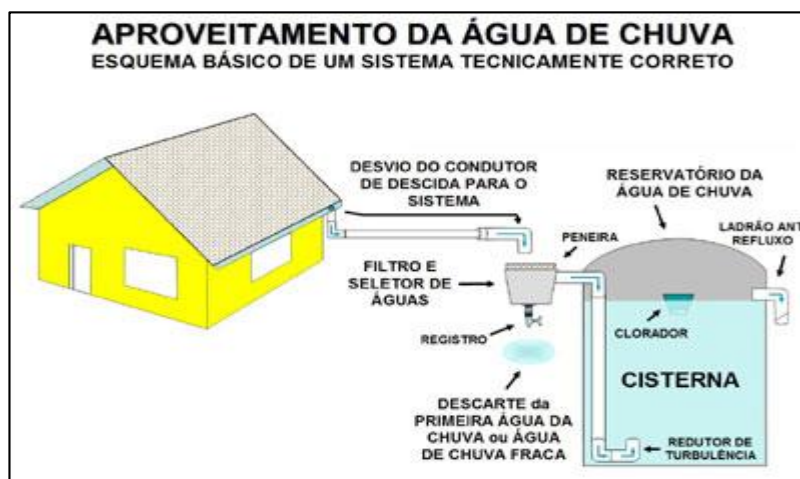 APROVEITAMENTO DA ÁGUA DE CHUVA
ESQUEMA BÁSICO DE UM SISTEMA TECNICAMENTE CORRETO
DESVIO DO CONDUTOR
DE DESCIDA PARA O
SISTEMA
RESERVATÓRIO DA
ÁGUA DE CHUVA
LADRÃO ANT
REFLUXO
PENEIRA
FILTRO E
SELETOR DE
ÁGUAS
REGISTRO
CLORADOR
CISTERNA
DESCARTE da
PRIMEIRA ÁGUA DA
CHUVA ou ÁGUA
DE CHUVA FRACA
REDUTOR DE
TURBULÊNCIA